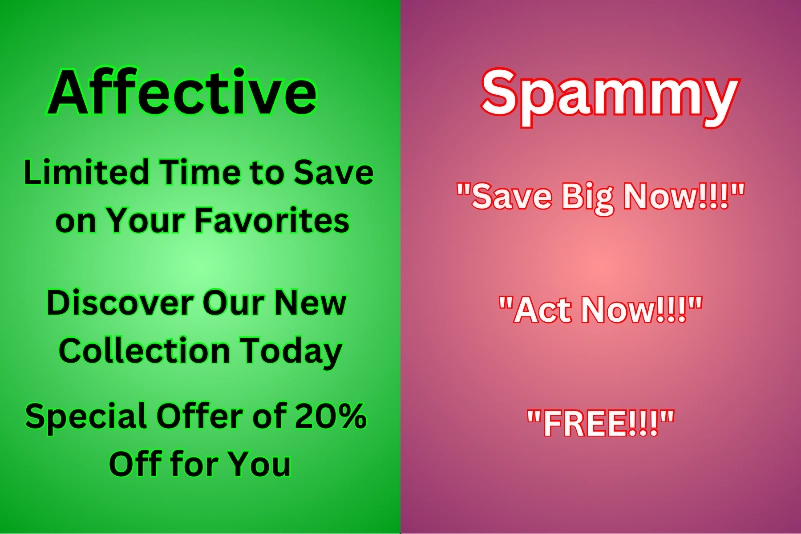 Affective
Limited Time to Save
on Your Favorites
Discover Our New
Collection Today
Special Offer of 20%
Off for You
Spammy
"Save Big Now!!!"
"Act Now!!!"
"FREE!!!"